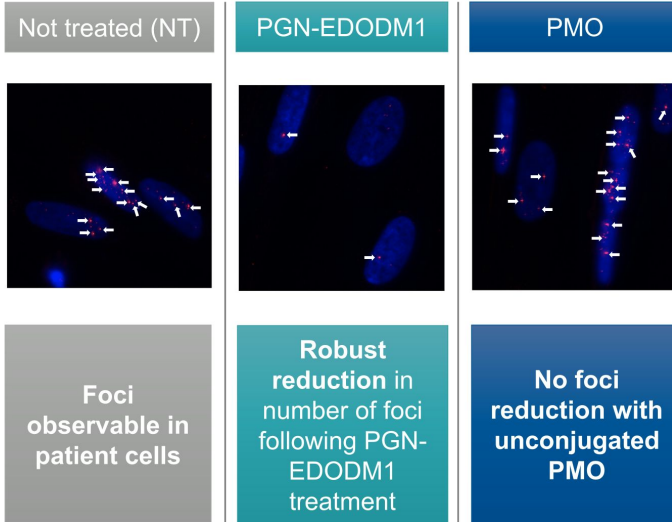 Not treated (NT)
PGN-EDODM1
PMO
Foci
observable in
patient cells
Robust
reduction in
number of foci
following PGN-
EDODM1
treatment
No foci
reduction with
unconjugated
PMO